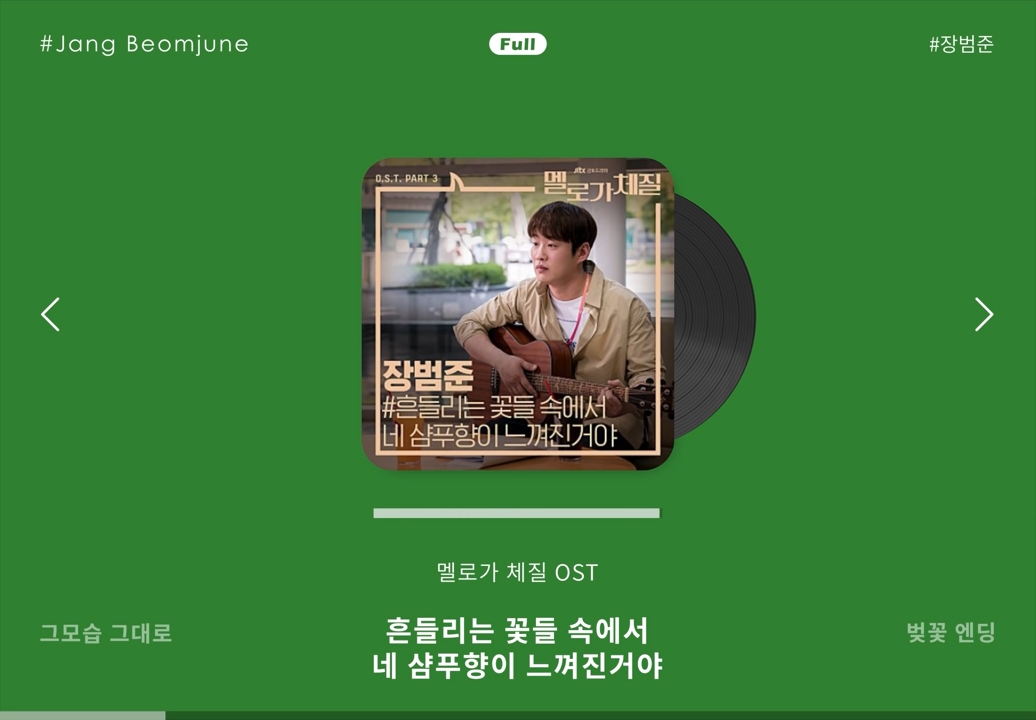 #Jang Beomjune
Full
#장범준
O.S.T. PART 3
멜로가체질
장범준
#흔들리는 꽃들 속에서
네 샴푸향이 느껴진거야
멜로가 체질 OST
그모습 그대로
흔들리는 꽃들 속에서
네 샴푸향이 느껴진거야
벚꽃 엔딩